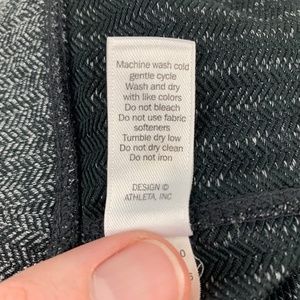 Machine wash cold
gentle cycle
Wash and dry
with like colors
Do not bleach
Do not use fabric
softeners
Tumble dry low
Do not dry clean
Do not iron
DESIGN ©
ATHLETA, INC
0